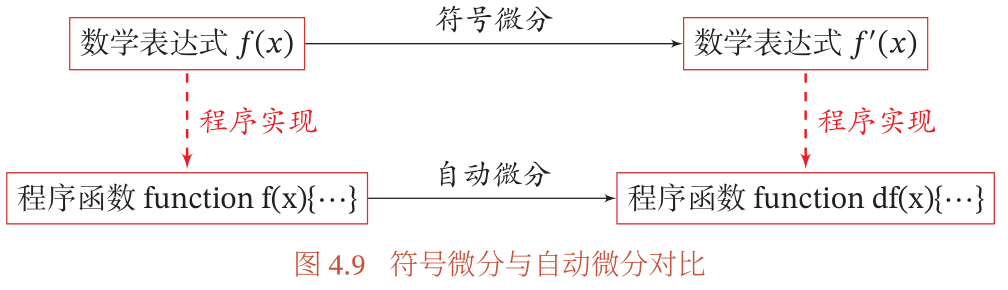 符号微分
数学表达式 f(x)
数学表达式 f′(x)
程序实现
程序实现
自动微分
程序函数 function f(x){⋯}
程序函数 function df(x){⋯}
图 4.9 符号微分与自动微分对比